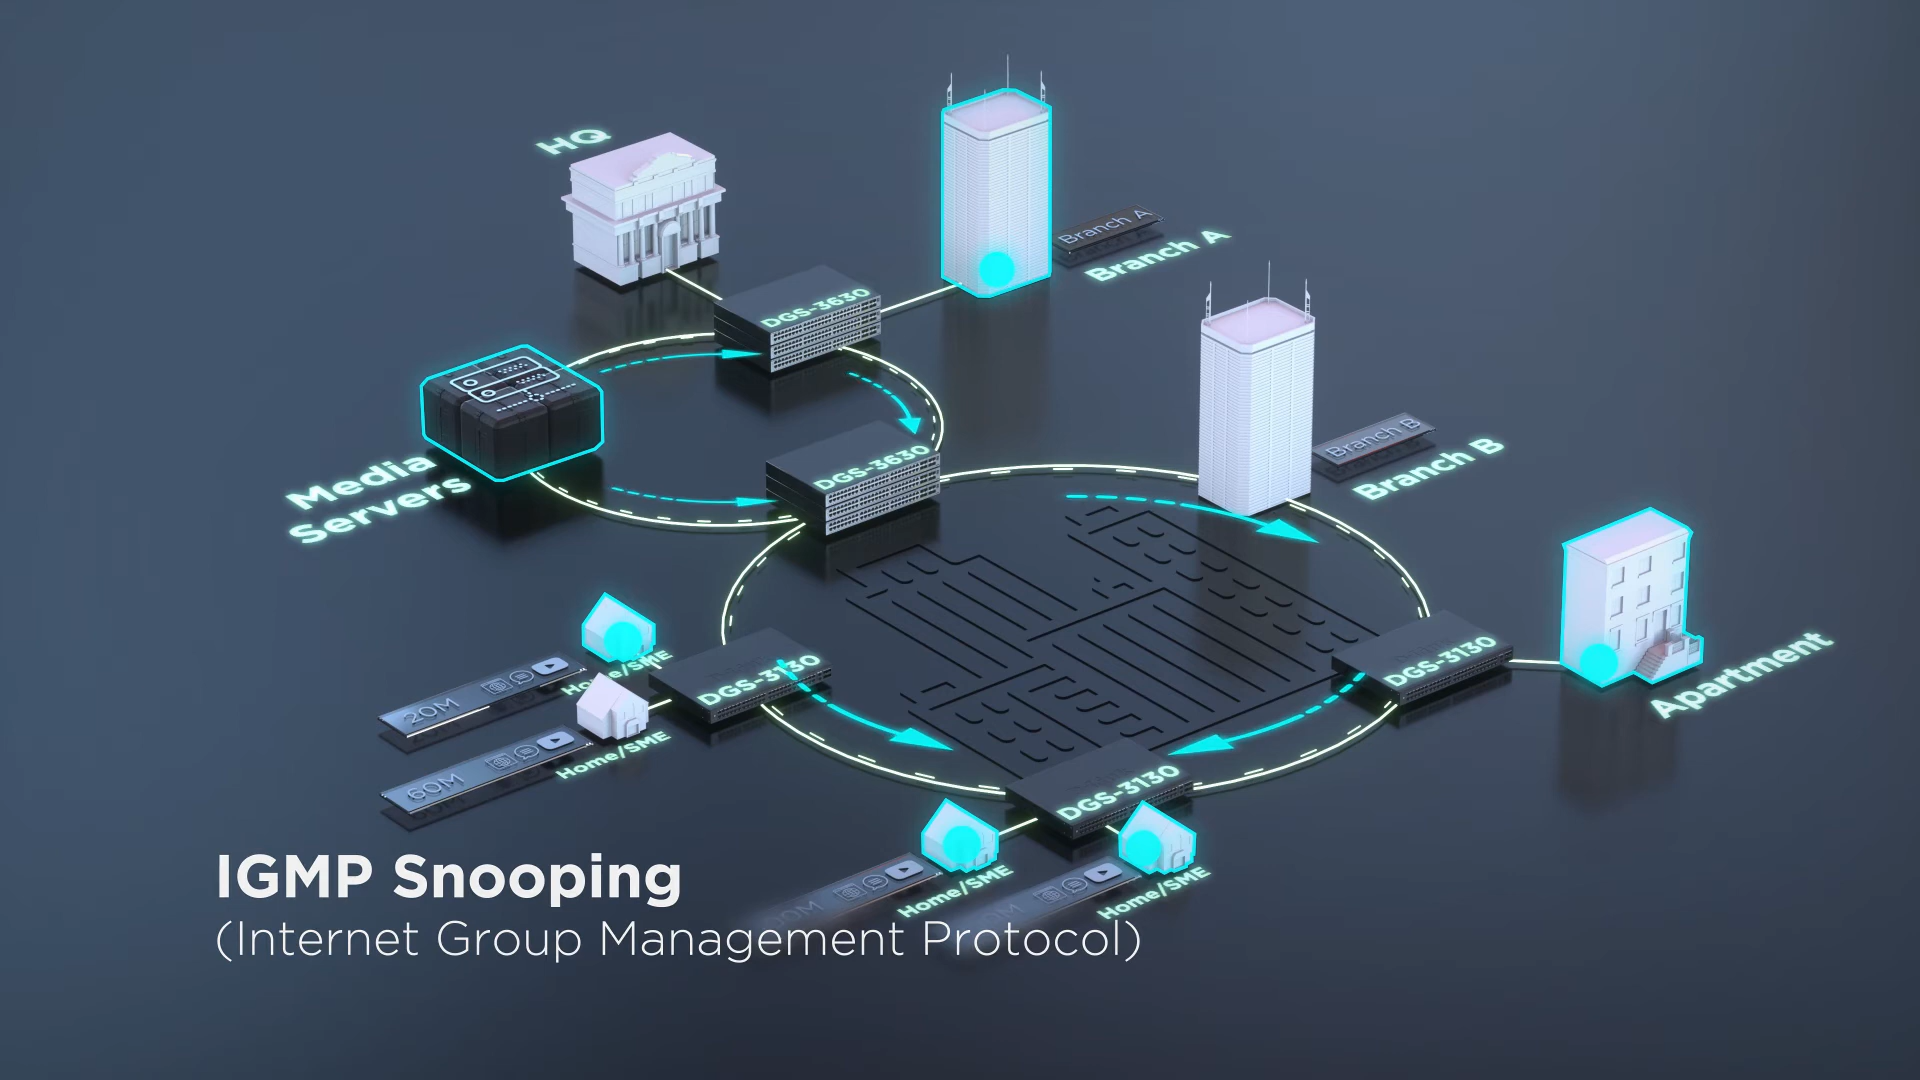 HQ
Branch A
Branch A
DGS-3630
Media
Servers
DGS-3630
Branch B
Branch B
Home/SME
DGS-3130
DGS-3130
Apartment
20M
Home/SME
60M
DGS-3130
Home/SME
Home/SME
IGMP Snooping
(Internet Group Management Protocol)